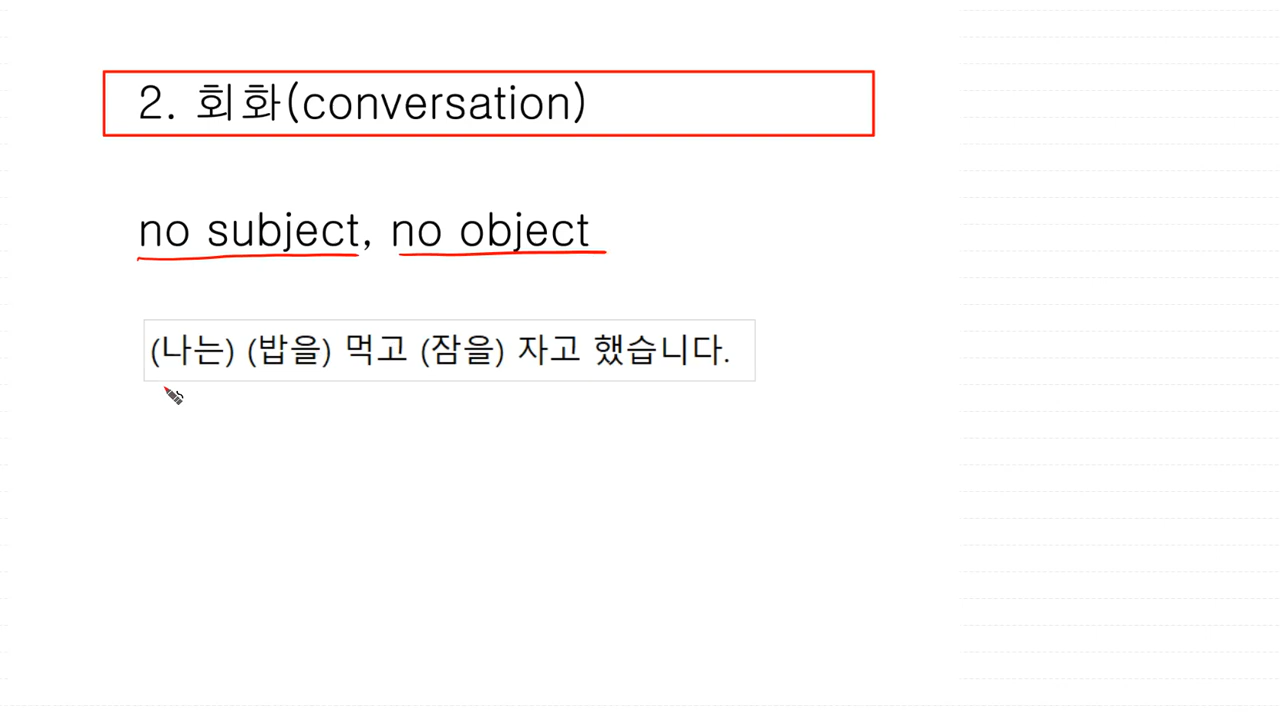 2. 회화(conversation)
no subject, no object
(나는) (밥을) 먹고 (잠을) 자고 했습니다.